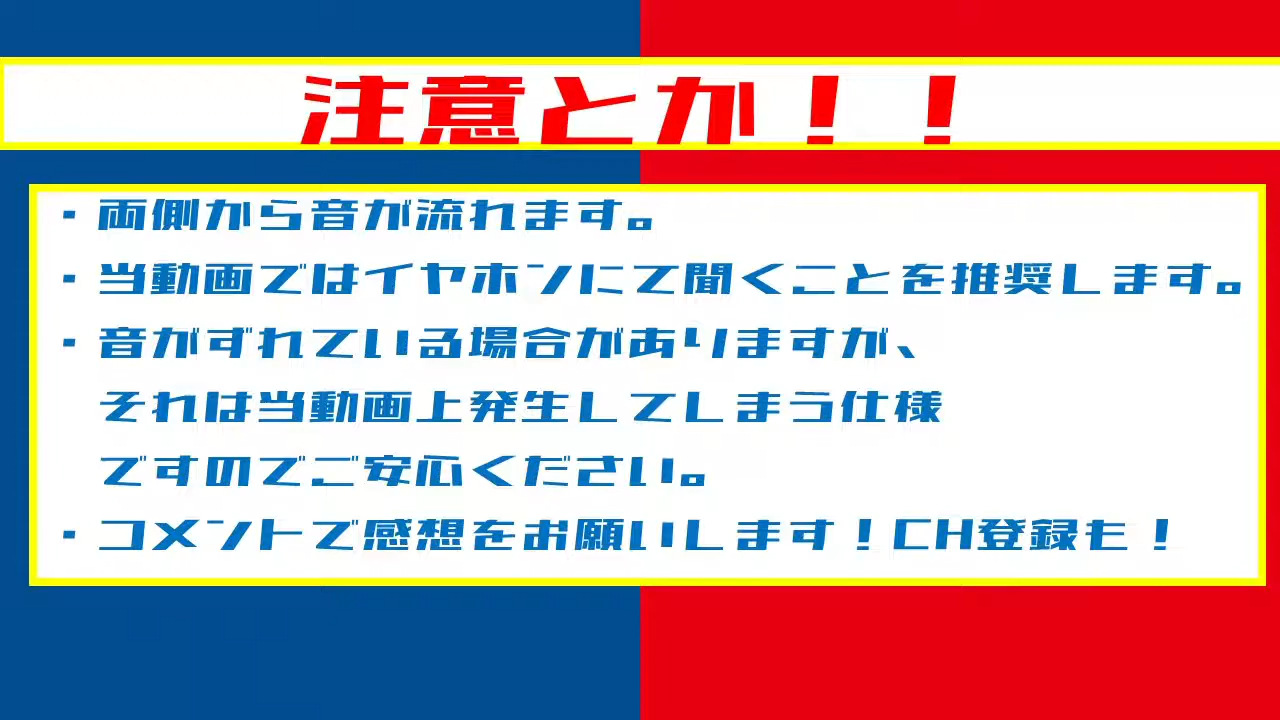 注意とか！！
・両側から音が流れます。
・当動画ではイヤホンにて聞くことを推奨します。
・音がずれている場合がありますが、
それは当動画上発生してしまう仕様
ですのでご安心ください。
・コメントで感想をお願いします！CH登録も！